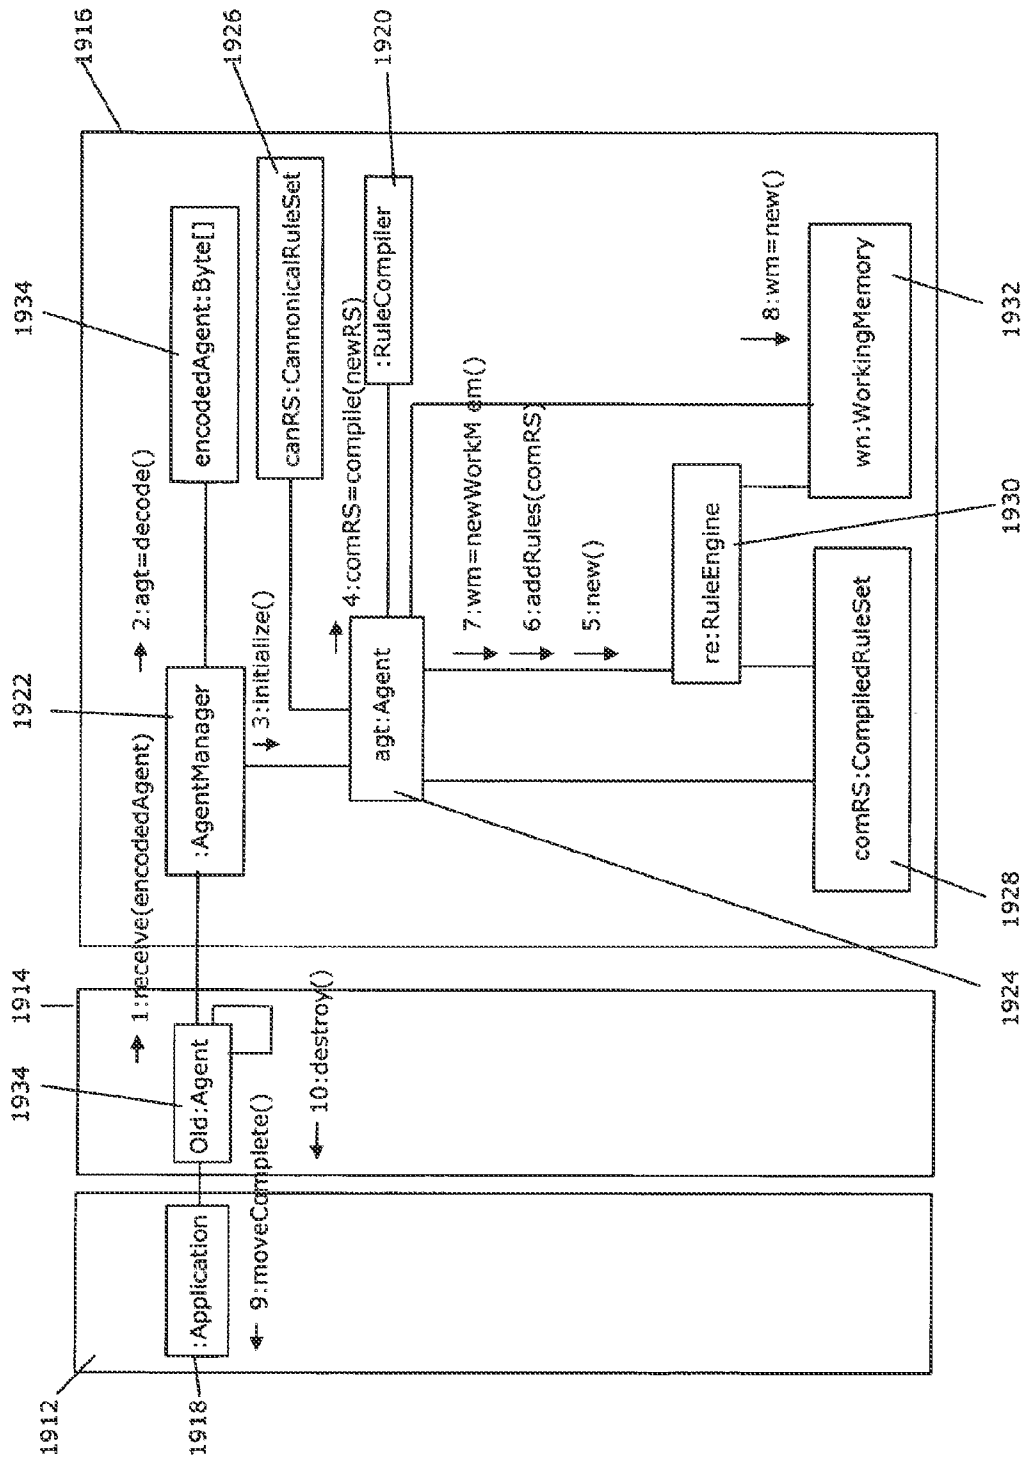 1912
1914
1916
1918
:Application
9:moveComplete()
1934
Old:Agent
10:destroy()
1:receive(encodedAgent)
1922
:AgentManager
2:agt=decode()
1934
encodedAgent:Byte[]
3:initialize()
canRS:CannonicalRuleSet
1926
agt:Agent
1924
4:comRS=compile(newRS)
:RuleCompiler
1920
7:wm=newWorkM em()
6:addRules(comRS)
5:new()
re:RuleEngine
1930
8:wm=new()
comRS:CompiledRuleSet
1928
wn:WorkingMemory
1932